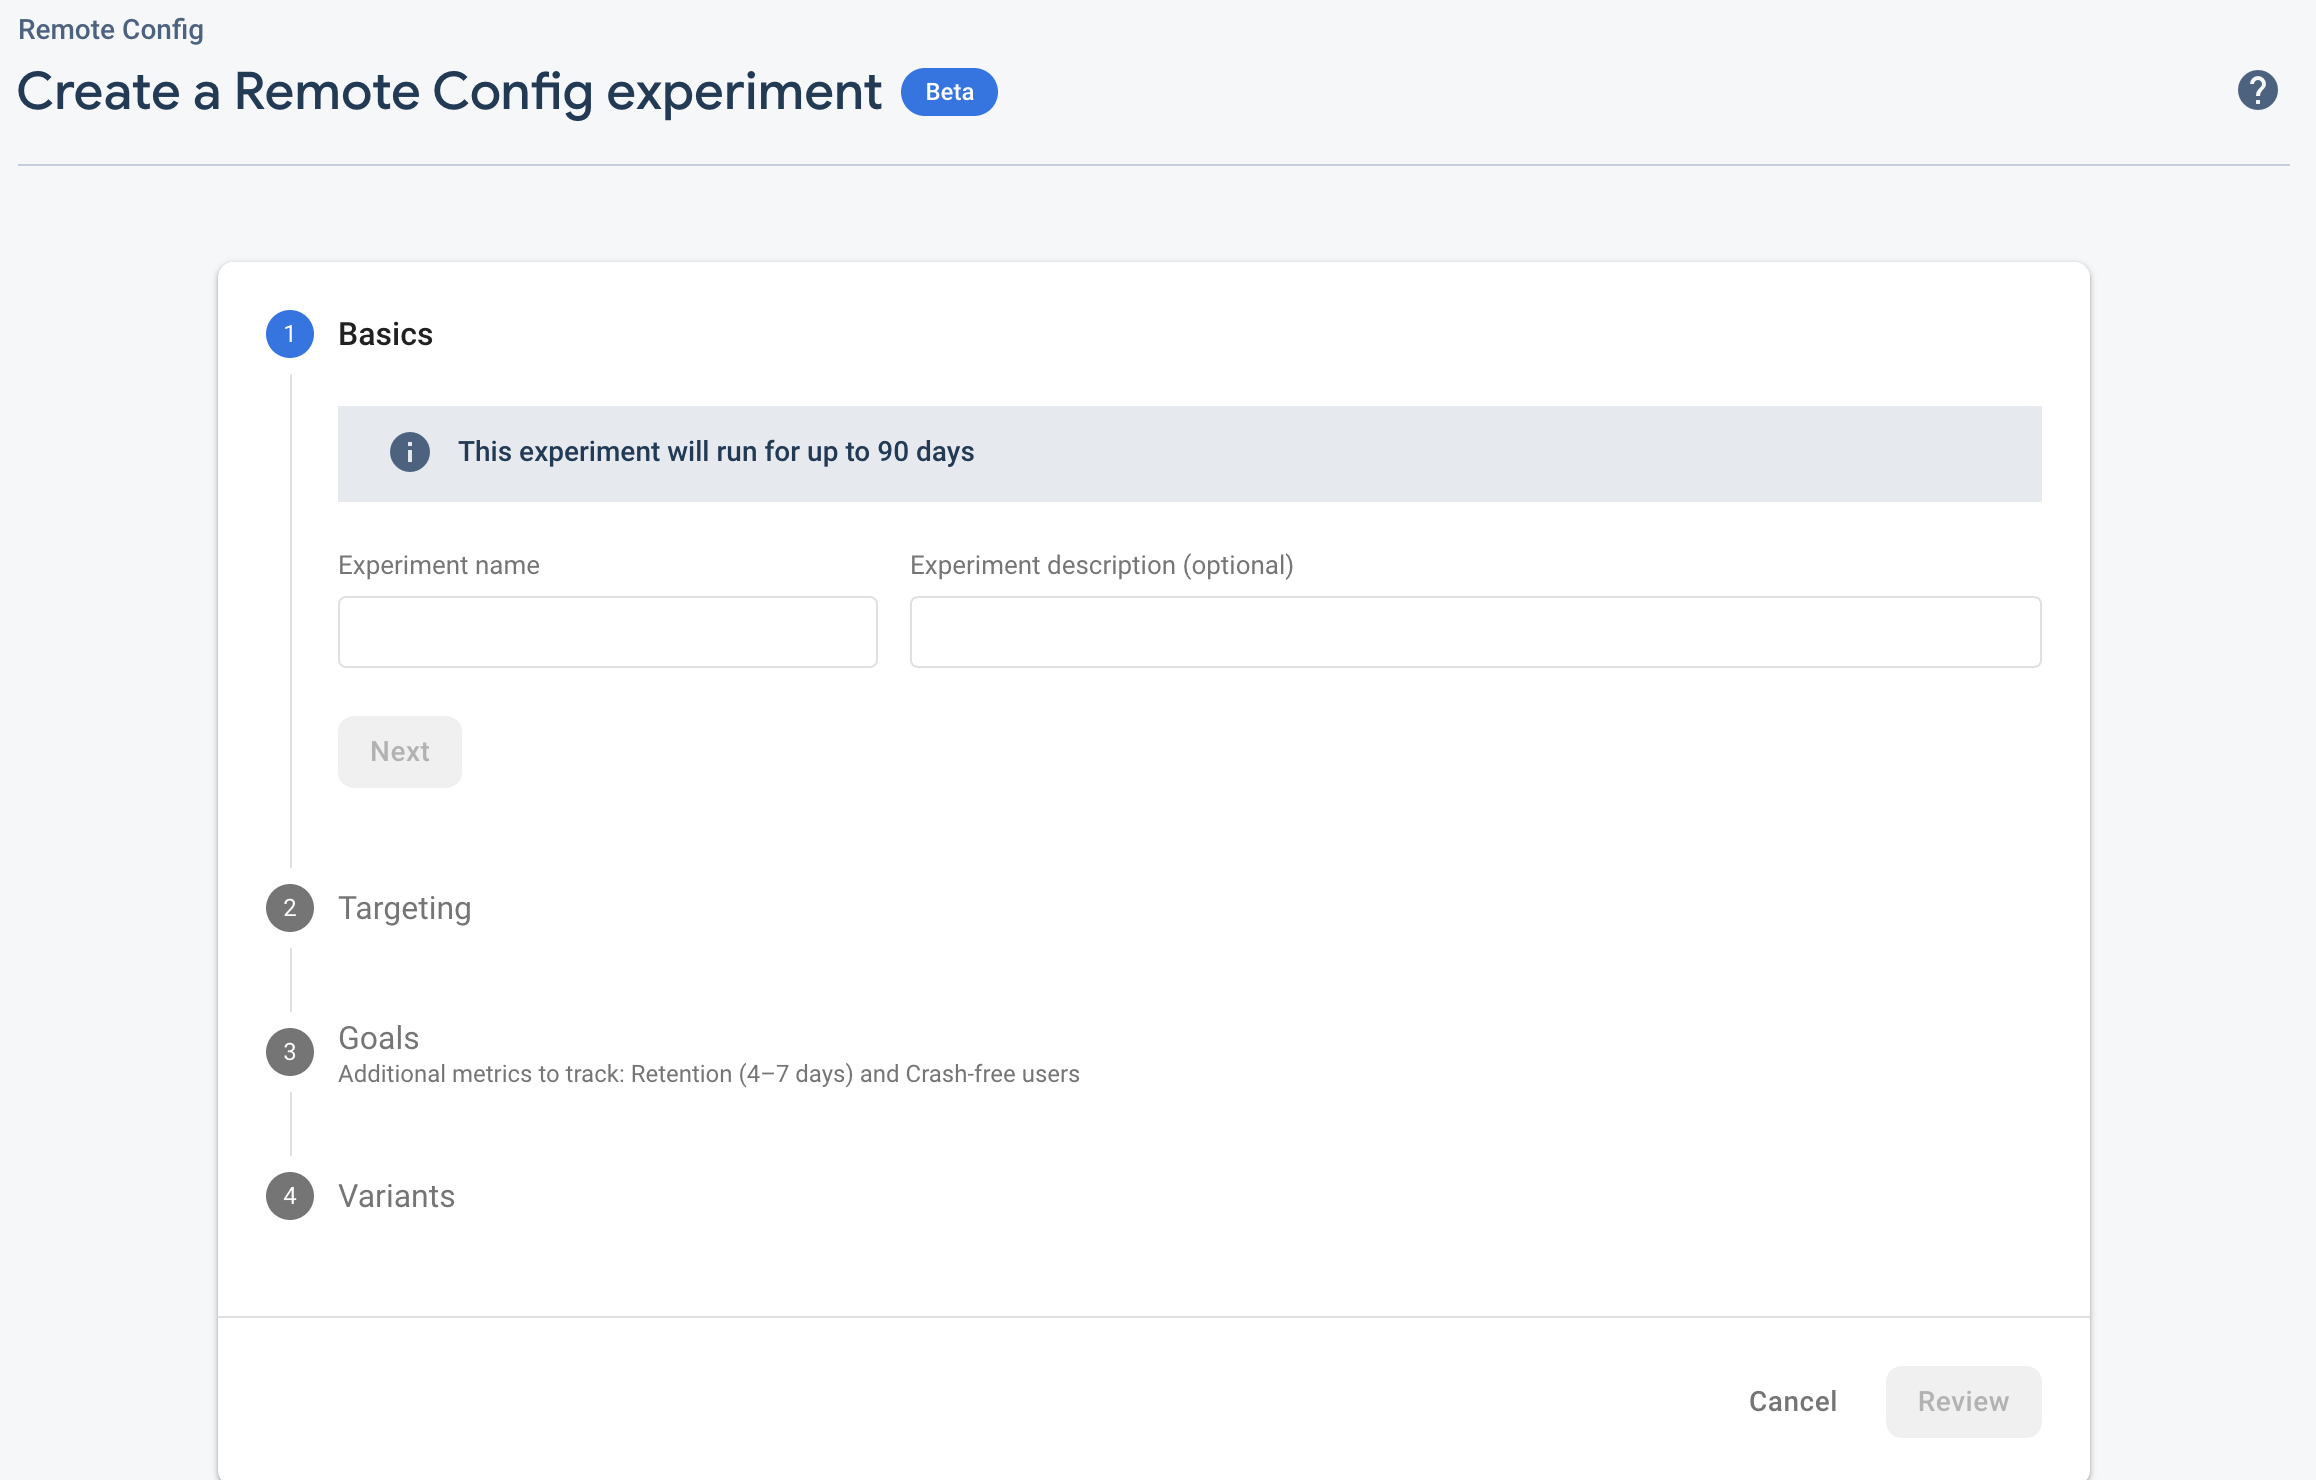 Remote Config
Create a Remote Config experiment Beta
?
1 Basics
i This experiment will run for up to 90 days
Experiment name Experiment description (optional)
Next
2 Targeting
3 Goals
Additional metrics to track: Retention (4–7 days) and Crash-free users
4 Variants
Cancel Review